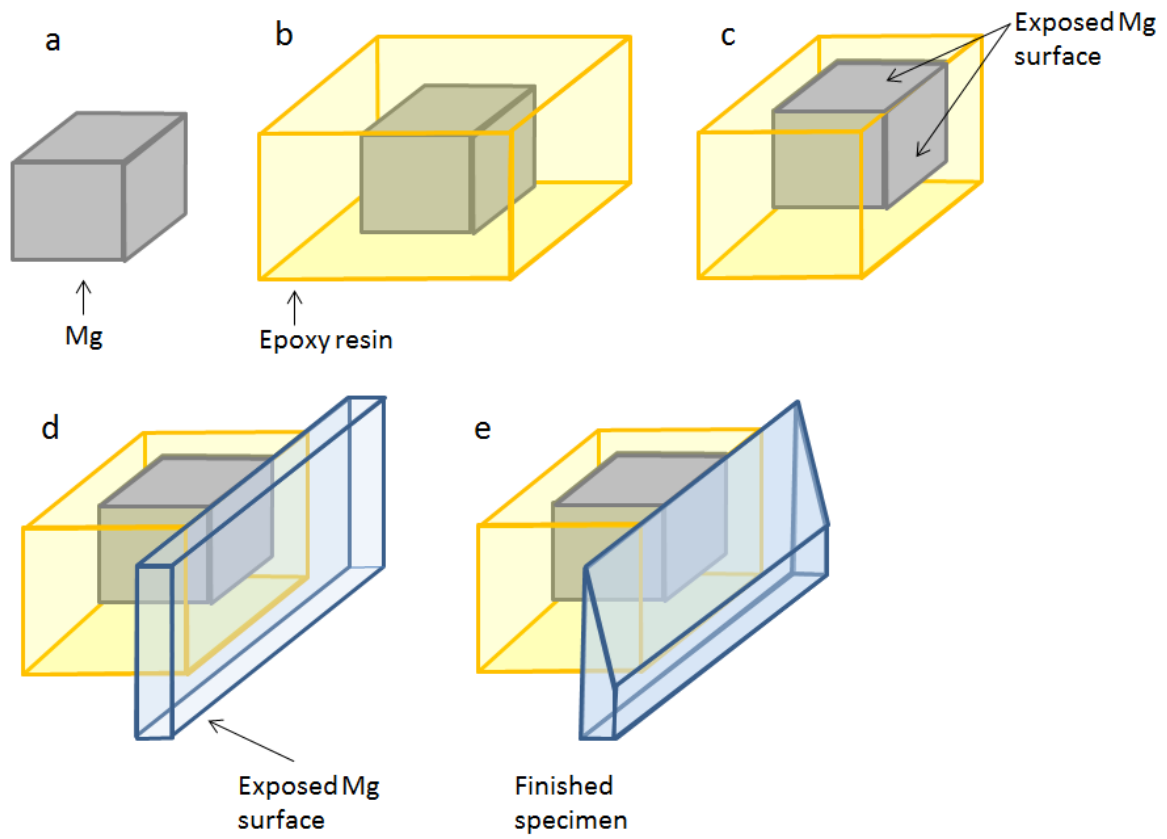 a
b
c
Exposed Mg
surface
Mg
Epoxy resin
d
e
Exposed Mg
surface
Finished
specimen